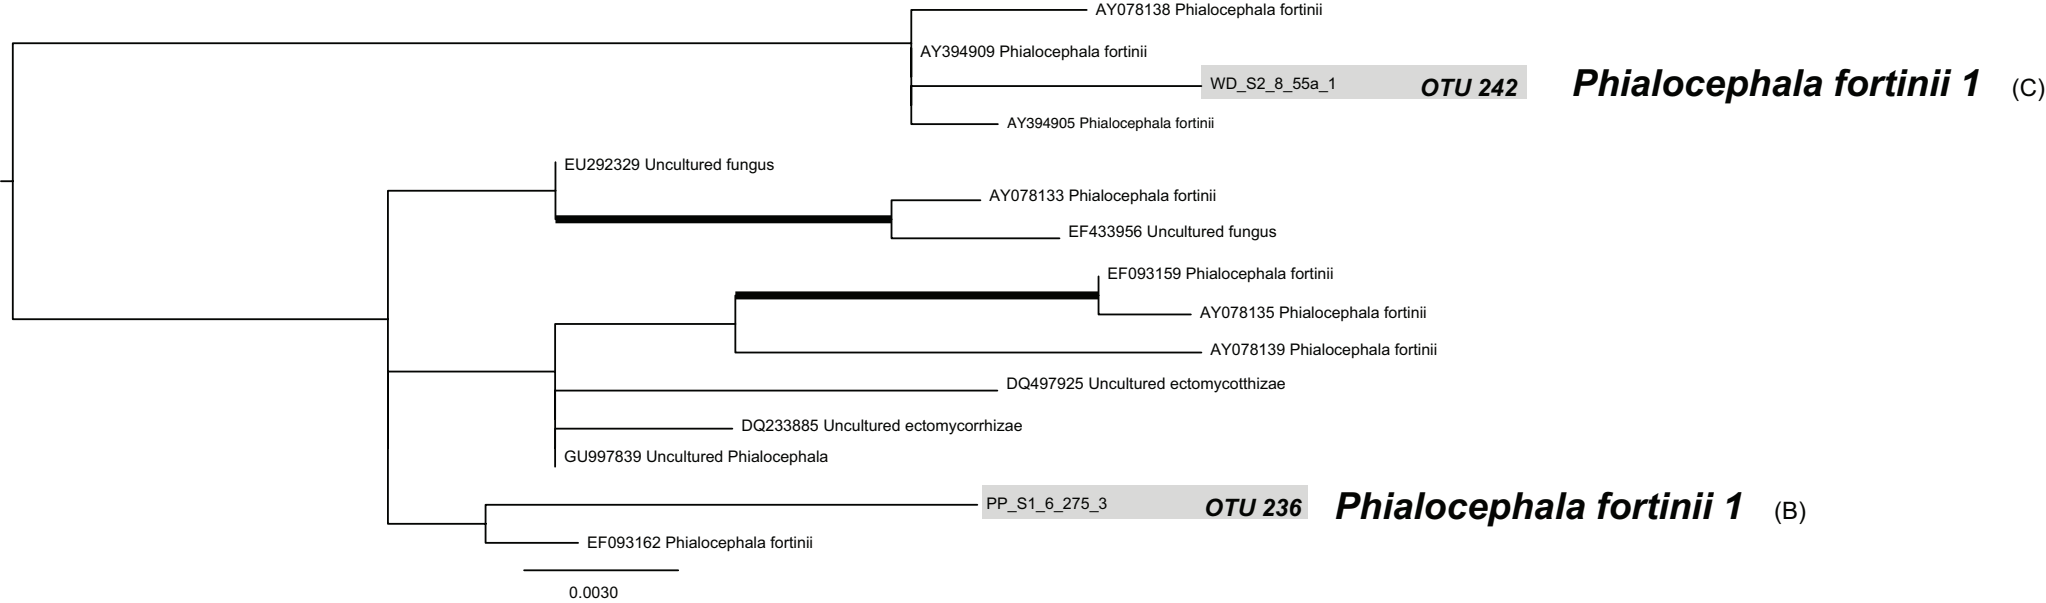 AY078138 Phialocephala fortinii
AY394909 Phialocephala fortinii
WD_S2_8_55a_1 OTU 242 Phialocephala fortinii 1 (C)
AY394905 Phialocephala fortinii
EU292329 Uncultured fungus
AY078133 Phialocephala fortinii
EF433956 Uncultured fungus
EF093159 Phialocephala fortinii
AY078135 Phialocephala fortinii
AY078139 Phialocephala fortinii
DQ497925 Uncultured ectomycotthizae
DQ233885 Uncultured ectomycorrhizae
GU997839 Uncultured Phialocephala
PP_S1_6_275_3 OTU 236 Phialocephala fortinii 1 (B)
EF093162 Phialocephala fortinii
0.0030